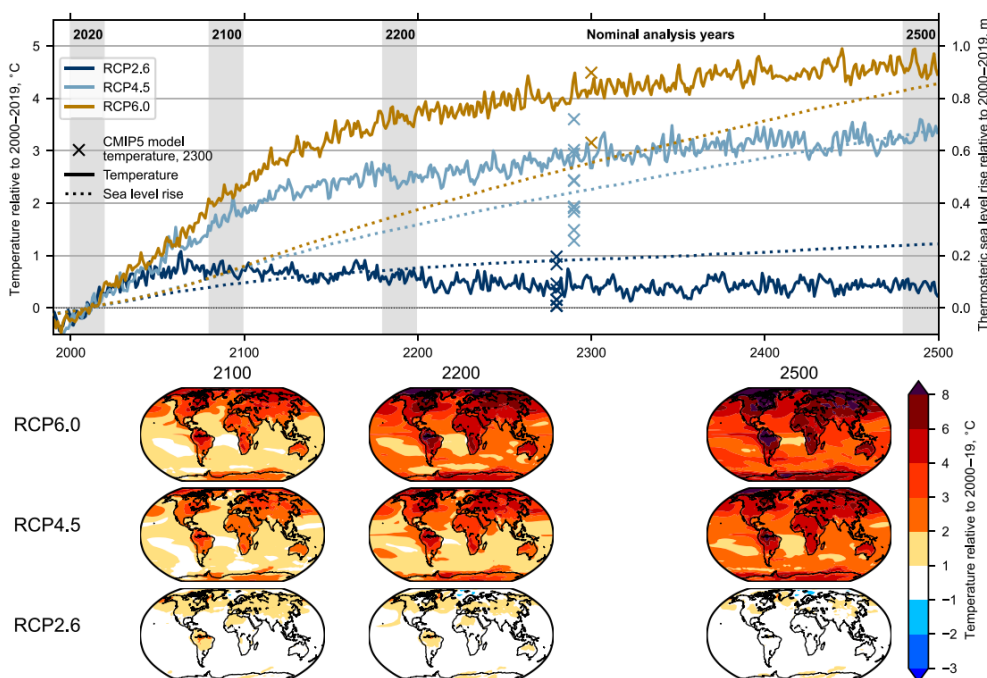 2020 2100 2200 Nominal analysis years 2500
RCP2.6
RCP4.5
RCP6.0
CMIP5 model
temperature, 2300
Temperature
Sea level rise
Temperature relative to 2000–2019, °C
5
4
3
2
1
0
Thermosteric sea level rise relative to 2000–2019, m
1.0
0.8
0.6
0.4
0.2
0.0
2000 2100 2200 2300 2400 2500
2100 2200 2500
RCP6.0
RCP4.5
RCP2.6
8
6
4
3
2
1
−1
−2
−3
Temperature relative to 2000–19, °C